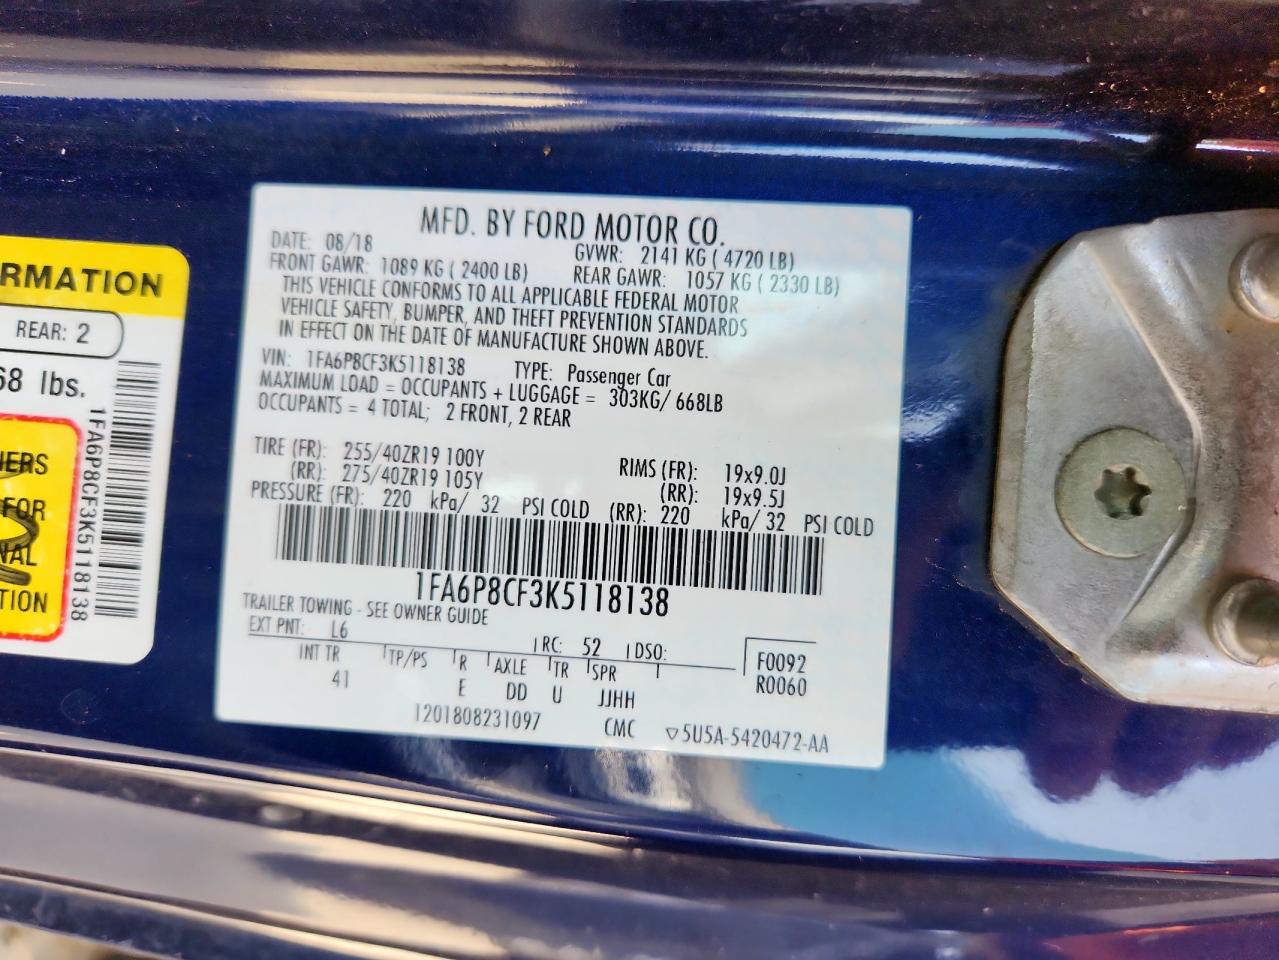 RMATION
REAR: 2
68 lbs.
1FA6P8CF3K5118138
FOR
MFD. BY FORD MOTOR CO.
DATE: 08/18 GVWR: 2141 KG ( 4720 LB)
FRONT GAWR: 1089 KG ( 2400 LB) REAR GAWR: 1057 KG ( 2330 LB)
THIS VEHICLE CONFORMS TO ALL APPLICABLE FEDERAL MOTOR
VEHICLE SAFETY, BUMPER, AND THEFT PREVENTION STANDARDS
IN EFFECT ON THE DATE OF MANUFACTURE SHOWN ABOVE.
VIN: 1FA6P8CF3K5118138 TYPE: Passenger Car
MAXIMUM LOAD = OCCUPANTS + LUGGAGE = 303KG/ 668LB
OCCUPANTS = 4 TOTAL; 2 FRONT, 2 REAR
TIRE (FR): 255/40ZR19 100Y RIMS (FR): 19x9.0J
(RR): 275/40ZR19 105Y (RR): 19x9.5J
PRESSURE (FR): 220 kPa/ 32 PSI COLD (RR): 220 kPa/ 32 PSI COLD
1FA6P8CF3K5118138
TRAILER TOWING - SEE OWNER GUIDE
EXT PNT: L6 RC: 52 DSO: F0092
INT TR TP/PS R AXLE TR SPR R0060
41 E DD U JJHH
1201808231097 CMC ▽5U5A-5420472-AA